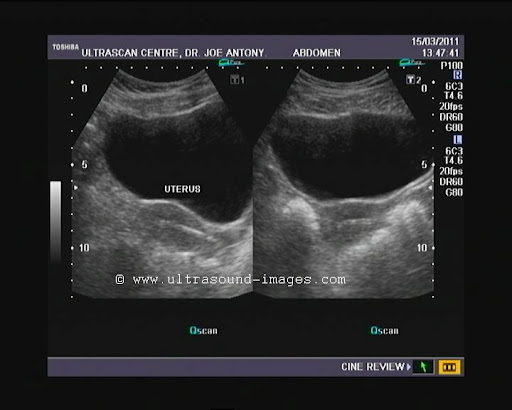 15/03/2011
TOSHIBA ULTRASCAN CENTRE, DR. JOE ANTONY. ABDOMEN 13:47:41
Pure Pure P100
T1 T2 R
0 0 6C3
T4.6
20fps
DR60
G80
L
5 5 6C3
T4.6
20fps
DR60
G80
UTERUS
10 10
© www.ultrasound-images.com
Qscan Qscan
CINE REVIEW